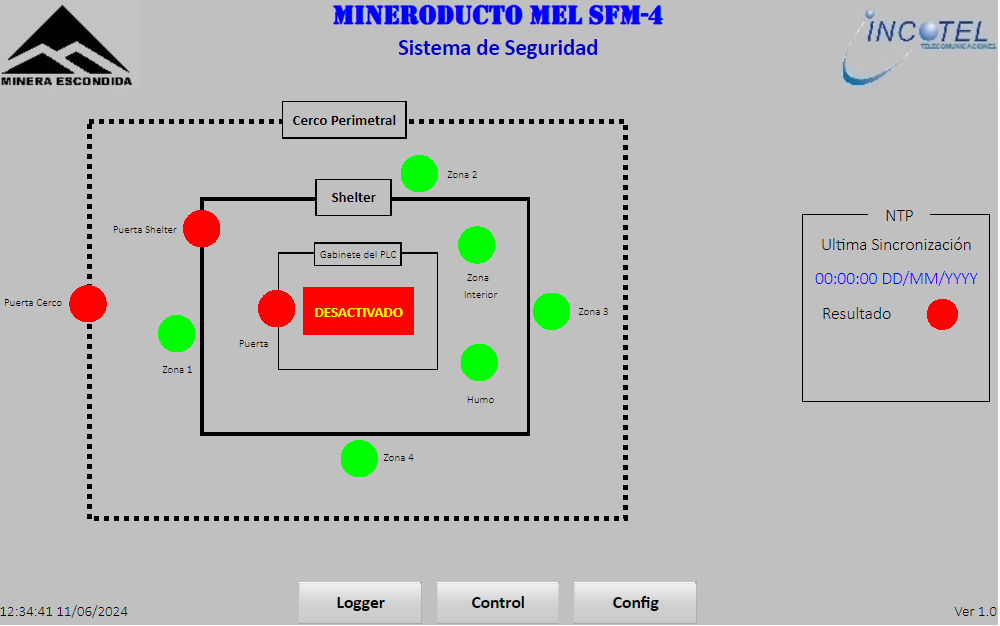 MINERODUCTO MEL SFM-4
Sistema de Seguridad
MINERA ESCONDIDA
INCOTEL
TELECOMUNICACIONES
Cerco Perimetral
Zona 2
Shelter
Puerta Shelter
Gabinete del PLC
Zona
Interior
Puerta Cerco
DESACTIVADO
Zona 3
Puerta
Zona 1
Humo
Zona 4
NTP
Ultima Sincronización
00:00:00 DD/MM/YYYY
Resultado
Logger
Control
Config
12:34:41 11/06/2024
Ver 1.0